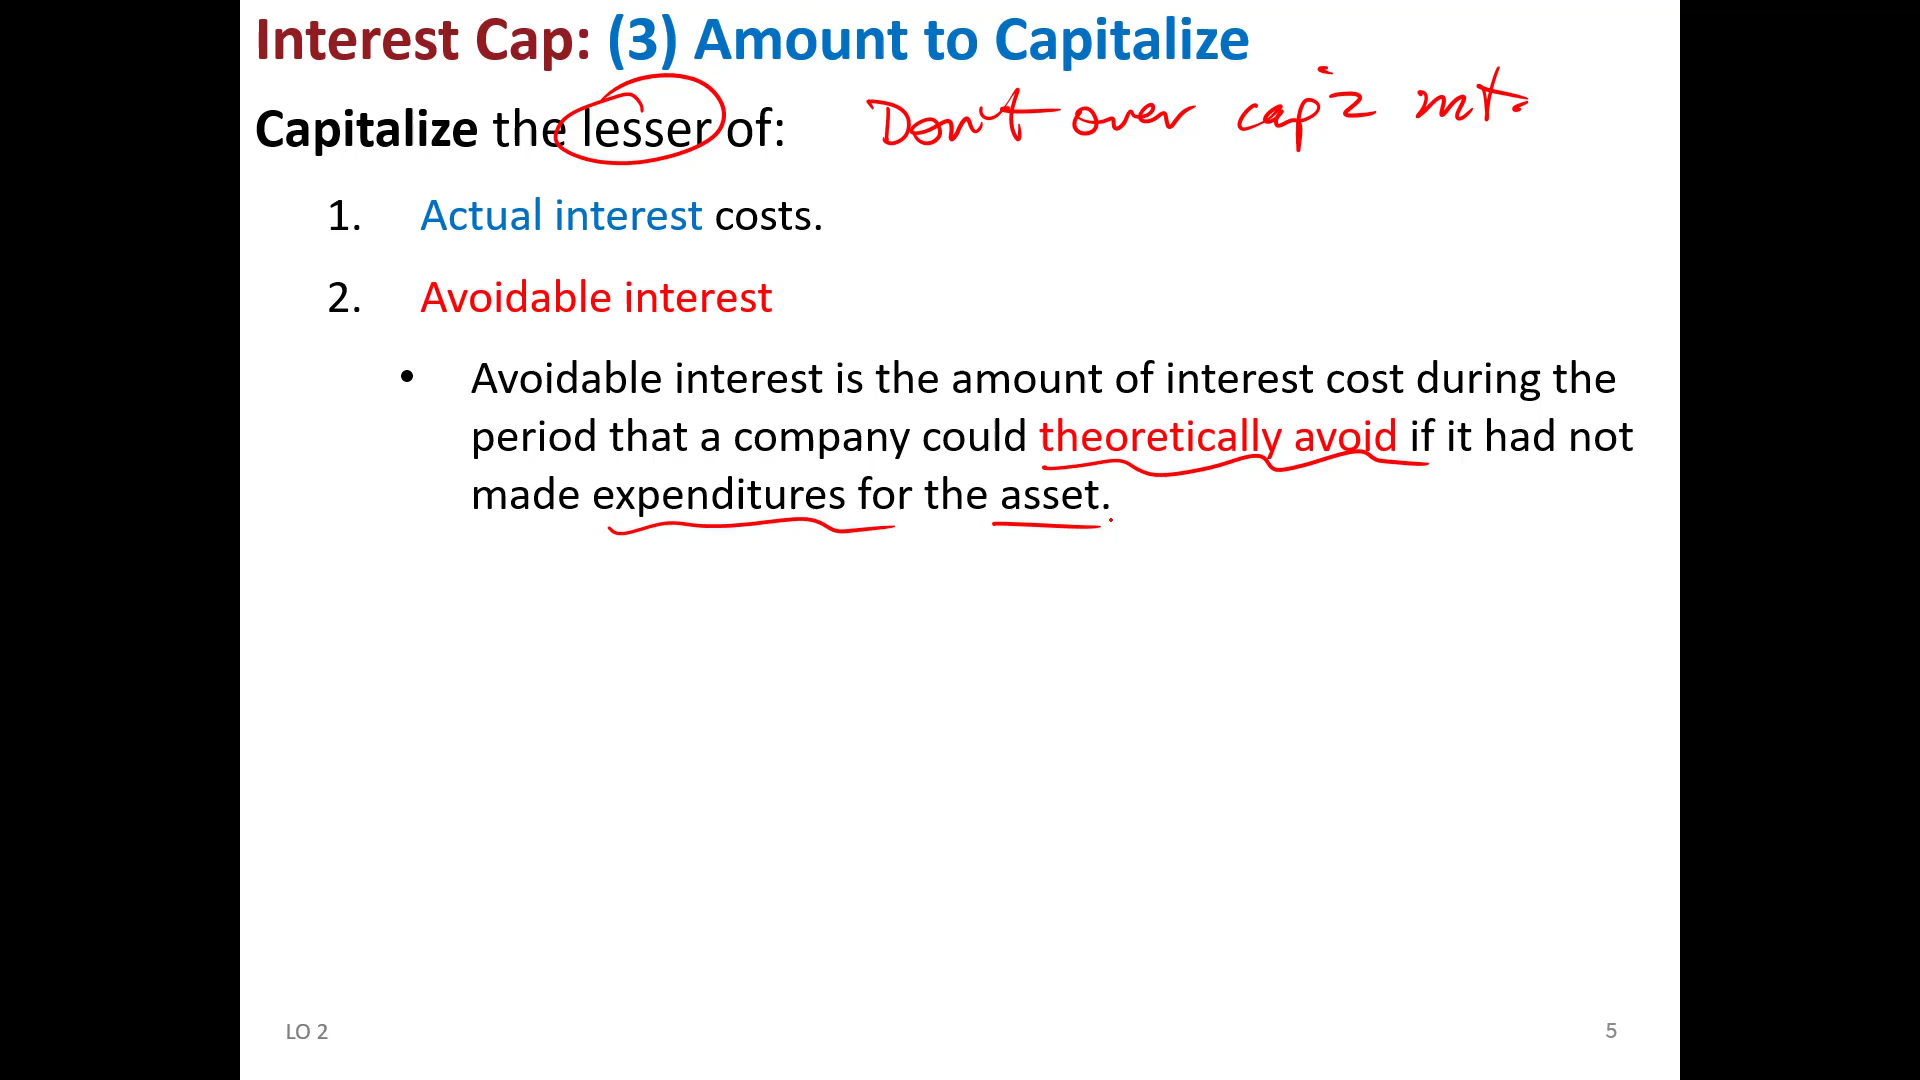 Interest Cap: (3) Amount to Capitalize
Capitalize the lesser of: Don't over cap'z int.
1. Actual interest costs.
2. Avoidable interest
• Avoidable interest is the amount of interest cost during the
period that a company could theoretically avoid if it had not
made expenditures for the asset.
LO 2 5